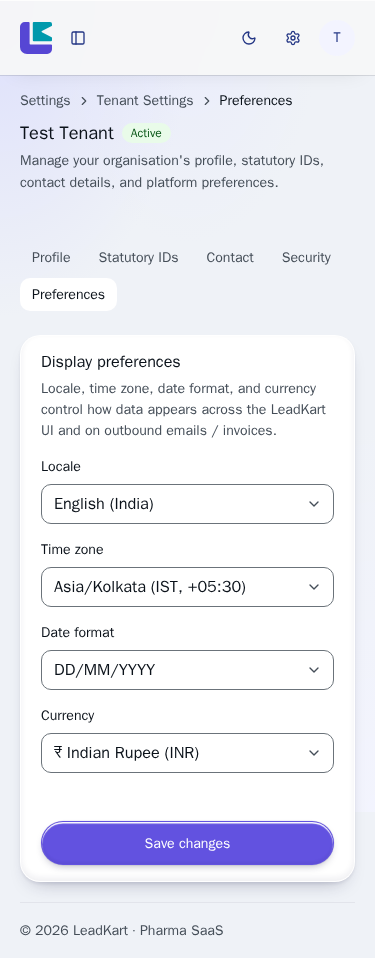 T
Settings > Tenant Settings > Preferences
Test Tenant Active
Manage your organisation's profile, statutory IDs,
contact details, and platform preferences.
Profile Statutory IDs Contact Security
Preferences
Display preferences
Locale, time zone, date format, and currency
control how data appears across the LeadKart
UI and on outbound emails / invoices.
Locale
English (India)
Time zone
Asia/Kolkata (IST, +05:30)
Date format
DD/MM/YYYY
Currency
₹ Indian Rupee (INR)
Save changes
© 2026 LeadKart · Pharma SaaS